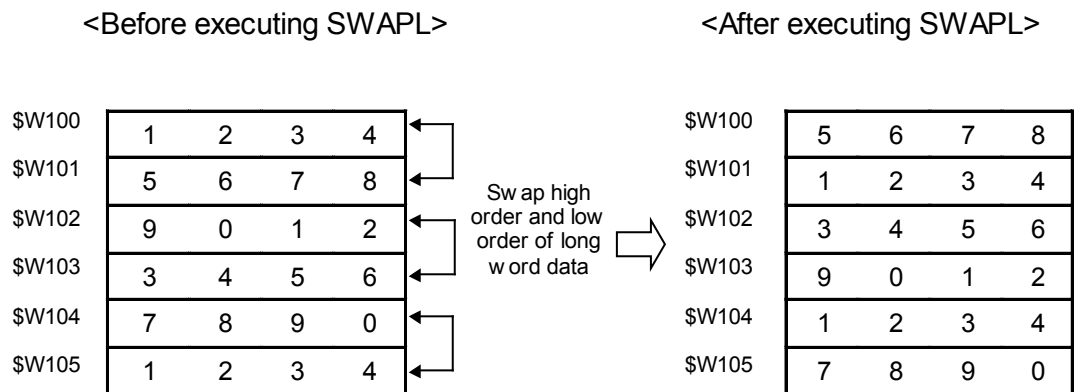 <Before executing SWAPL>
<After executing SWAPL>
$W100 1 2 3 4
$W101 5 6 7 8
$W102 9 0 1 2
$W103 3 4 5 6
$W104 7 8 9 0
$W105 1 2 3 4
Swap high
order and low
order of long
word data
$W100 5 6 7 8
$W101 1 2 3 4
$W102 3 4 5 6
$W103 9 0 1 2
$W104 1 2 3 4
$W105 7 8 9 0